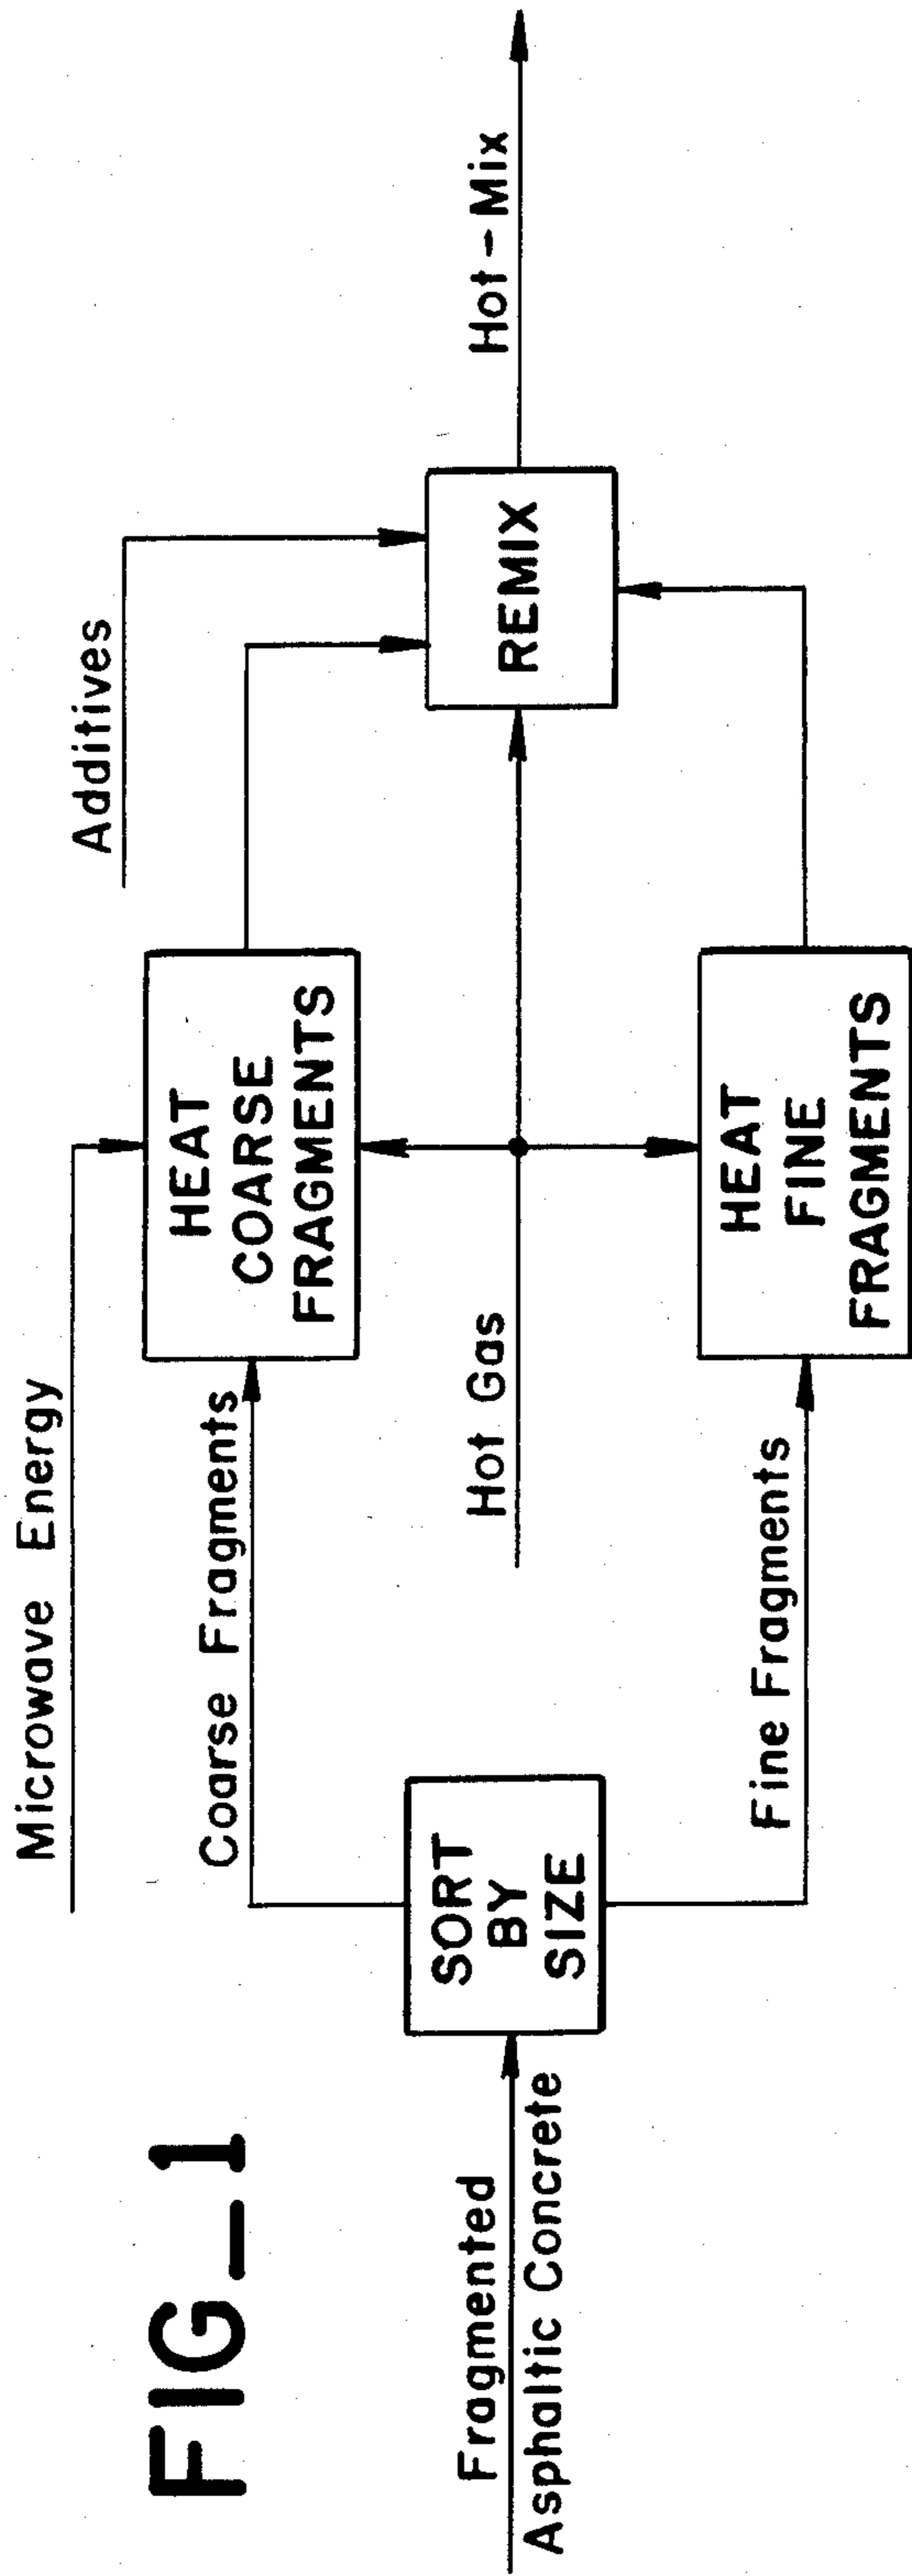 FIG_1
Fragmented
Asphaltic Concrete
SORT
BY
SIZE
Coarse Fragments
Fine Fragments
Microwave Energy
HEAT
COARSE
FRAGMENTS
Hot Gas
HEAT
FINE
FRAGMENTS
Additives
REMIX
Hot-Mix